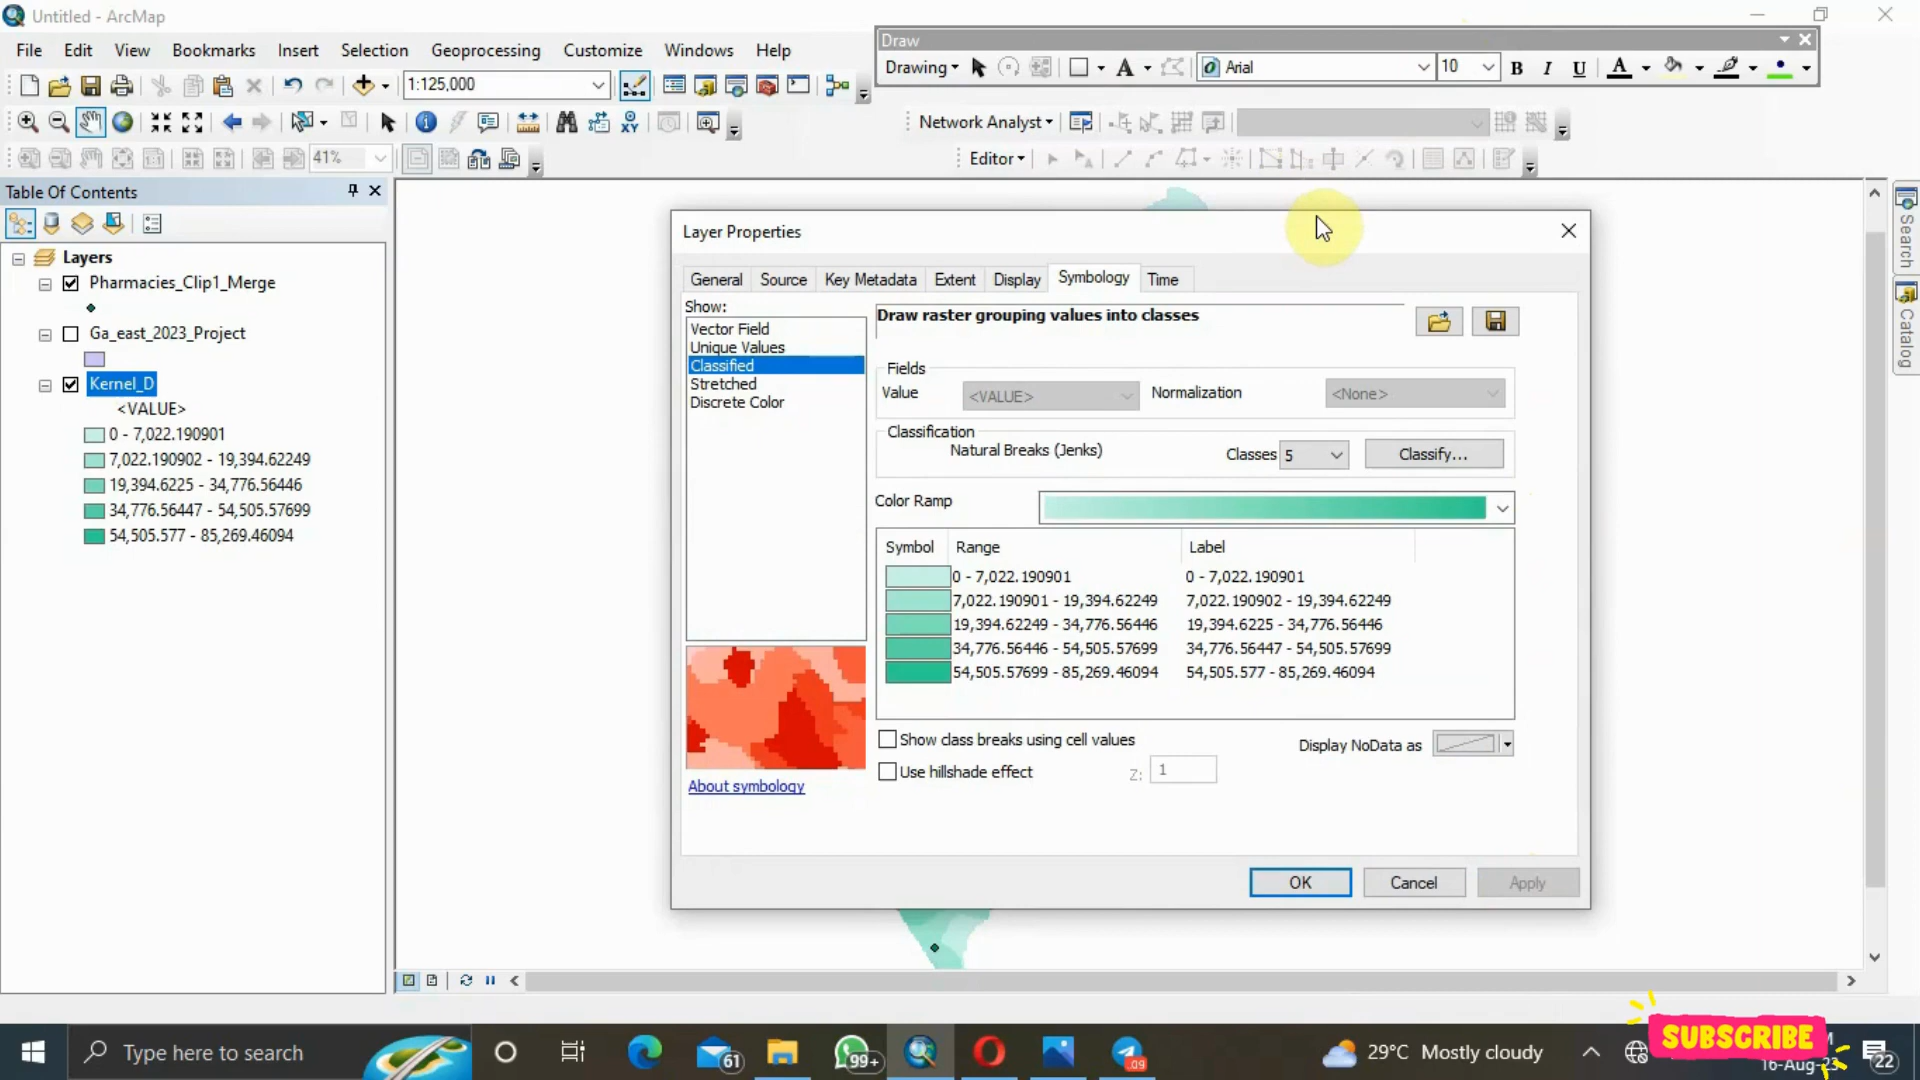 Untitled - ArcMap
File Edit View Bookmarks Insert Selection Geoprocessing Customize Windows Help
Draw
Drawing A Arial 10 B I U A
1:125,000
Network Analyst
41%
Editor
Table Of Contents
Layers
Pharmacies_Clip1_Merge
Ga_east_2023_Project
Kernel_D
<VALUE>
0 - 7,022.190901
7,022.190902 - 19,394.62249
19,394.6225 - 34,776.56446
34,776.56447 - 54,505.57699
54,505.577 - 85,269.46094
Layer Properties
General Source Key Metadata Extent Display Symbology Time
Show:
Vector Field
Unique Values
Classified
Stretched
Discrete Color
About symbology
Draw raster grouping values into classes
Fields
Value <VALUE> Normalization <None>
Classification
Natural Breaks (Jenks) Classes 5 Classify...
Color Ramp
Symbol Range Label
0 - 7,022.190901 0 - 7,022.190901
7,022.190901 - 19,394.62249 7,022.190902 - 19,394.62249
19,394.62249 - 34,776.56446 19,394.6225 - 34,776.56446
34,776.56446 - 54,505.57699 34,776.56447 - 54,505.57699
54,505.57699 - 85,269.46094 54,505.577 - 85,269.46094
Show class breaks using cell values Display NoData as
Use hillshade effect Z: 1
OK Cancel Apply
Search
Catalog
Type here to search 61 99+ .09 29°C Mostly cloudy 22
SUBSCRIBE